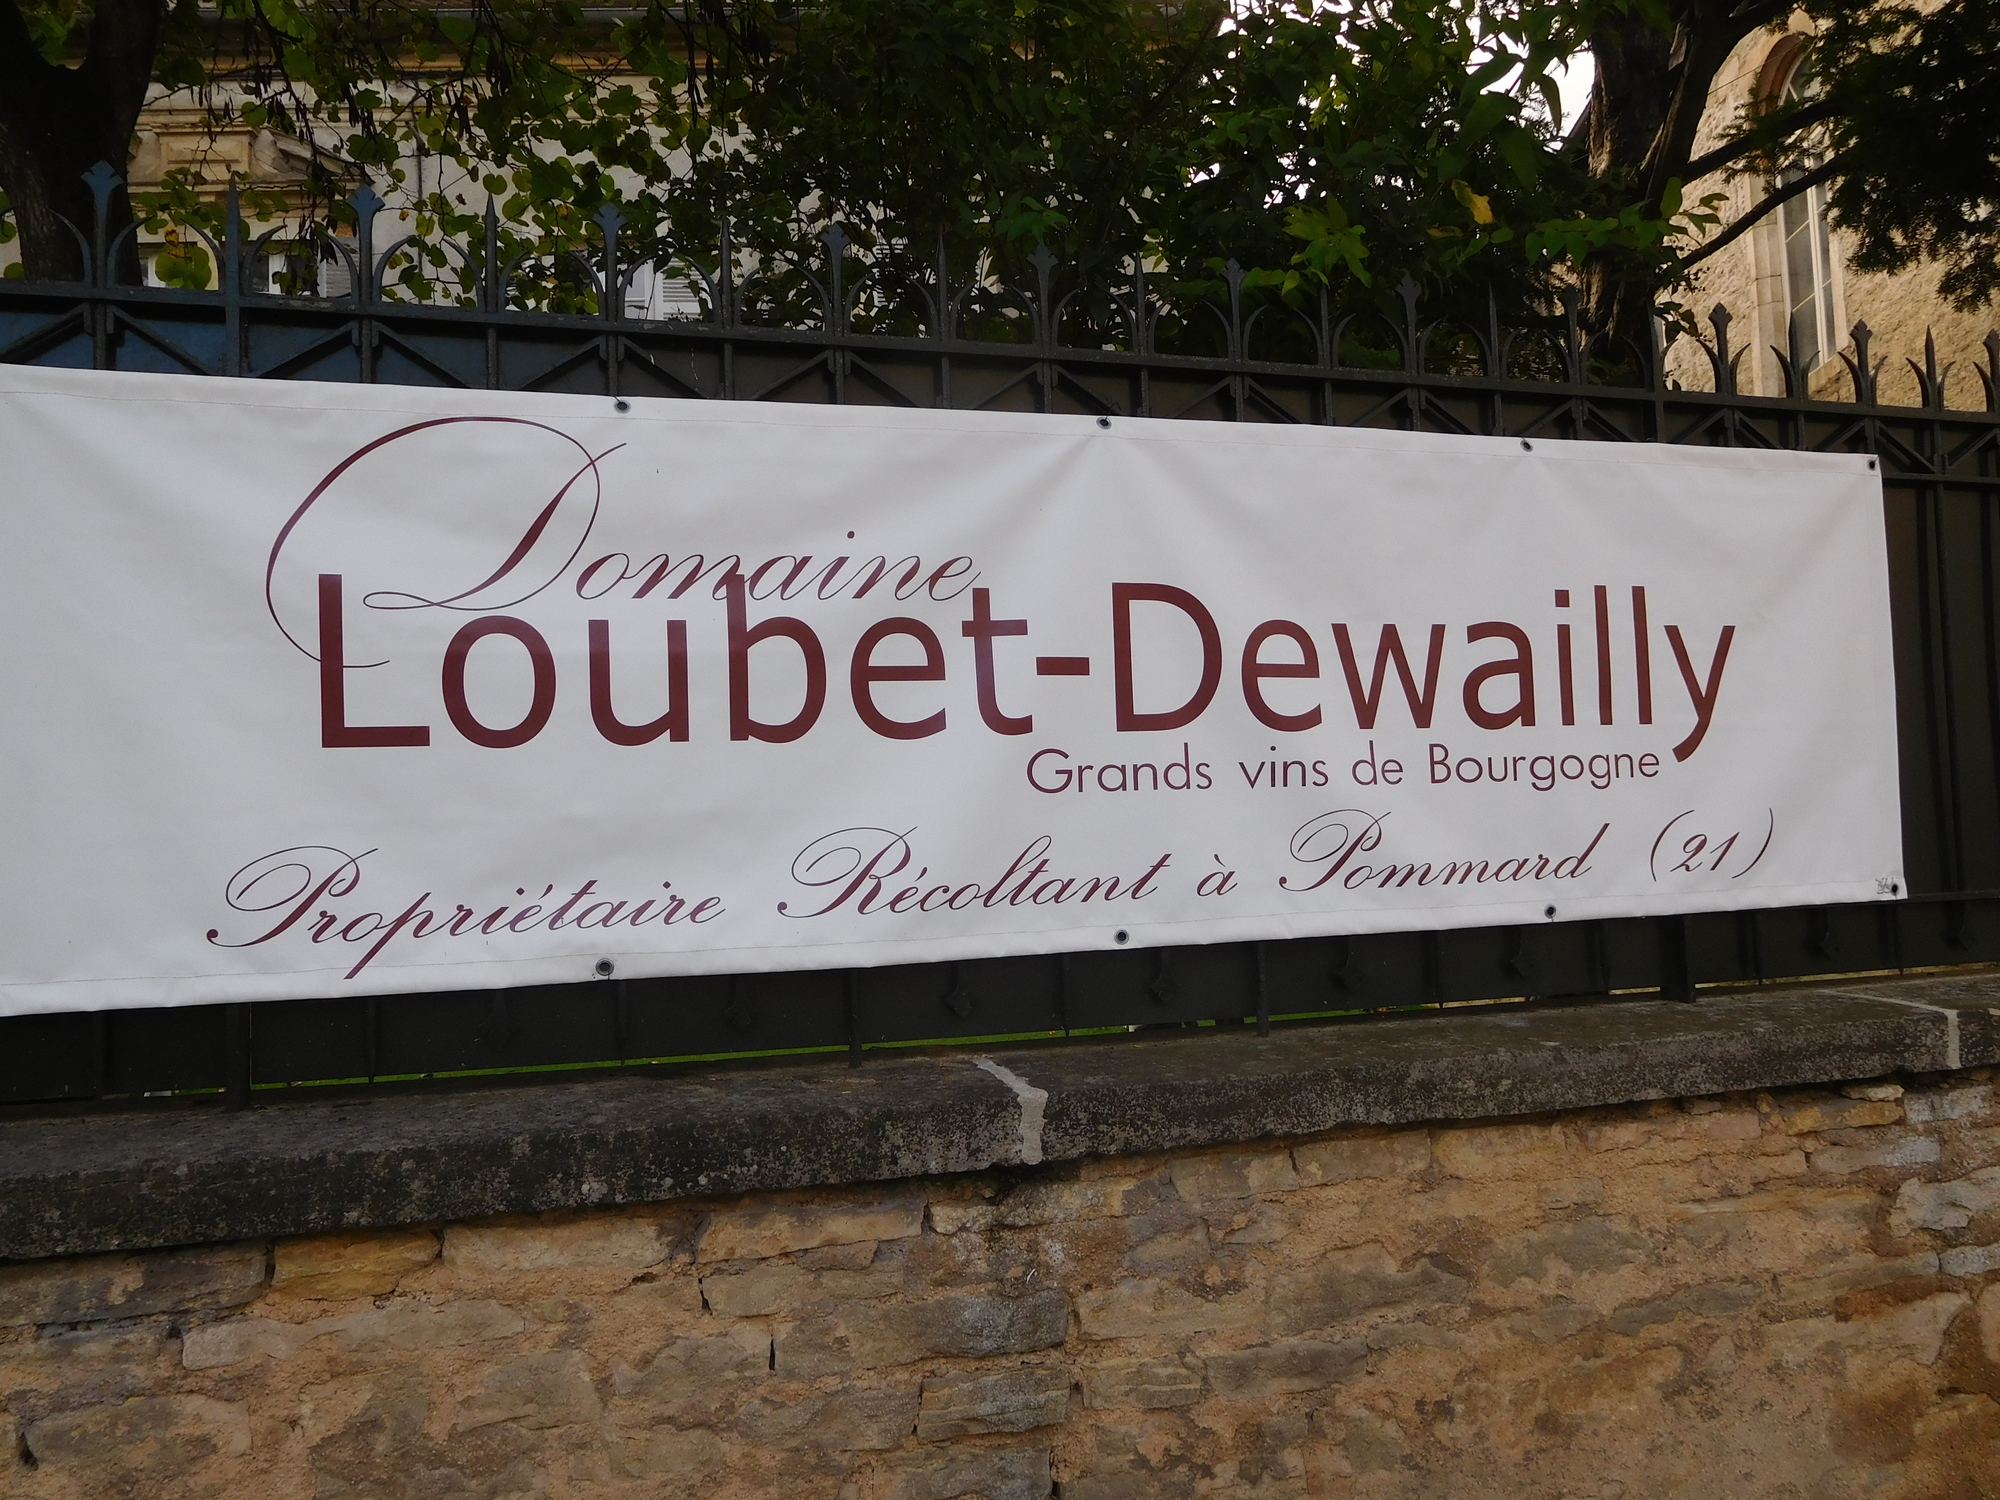 Domaine
Loubet-Dewailly
Grands vins de Bourgogne
Propriétaire Récoltant à Pommard (21)